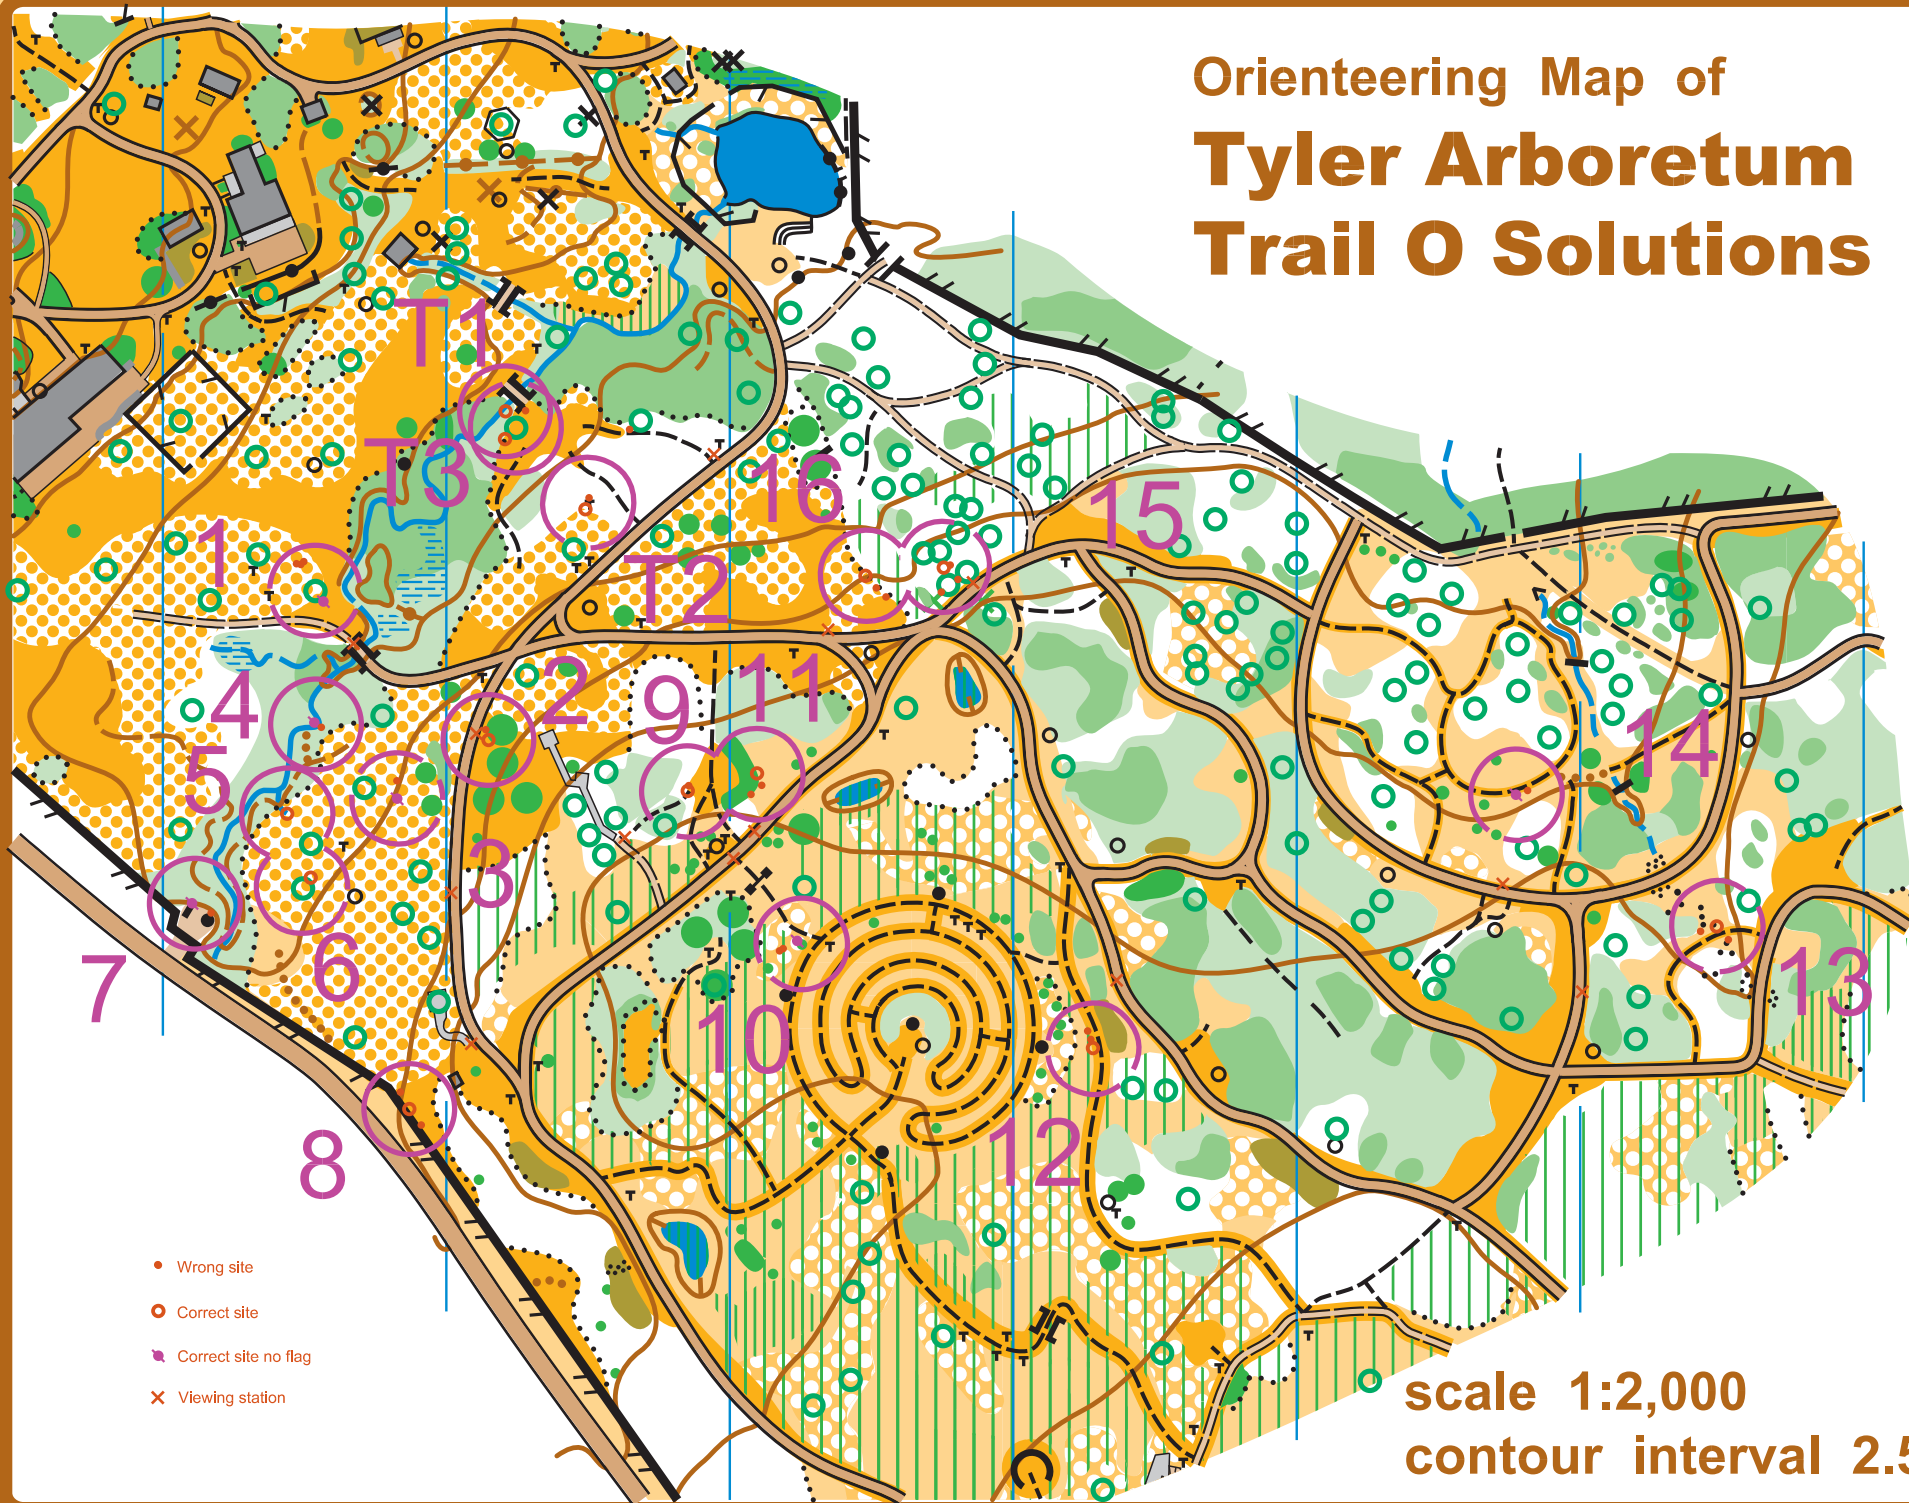 Orienteering Map of
Tyler Arboretum
Trail O Solutions
T1
T3
16
15
1
T2
4
2
9
11
14
5
3
6
7
13
10
12
8
Wrong site
Correct site
Correct site no flag
Viewing station
scale 1:2,000
contour interval 2.5